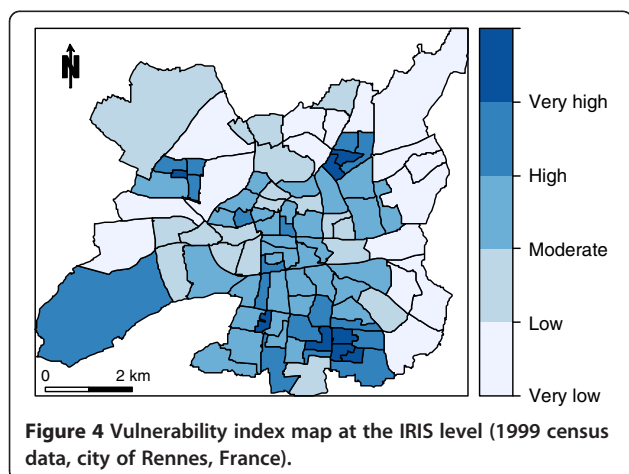 N
Very high
High
Moderate
Low
Very low
0 2 km
Figure 4 Vulnerability index map at the IRIS level (1999 census
data, city of Rennes, France).